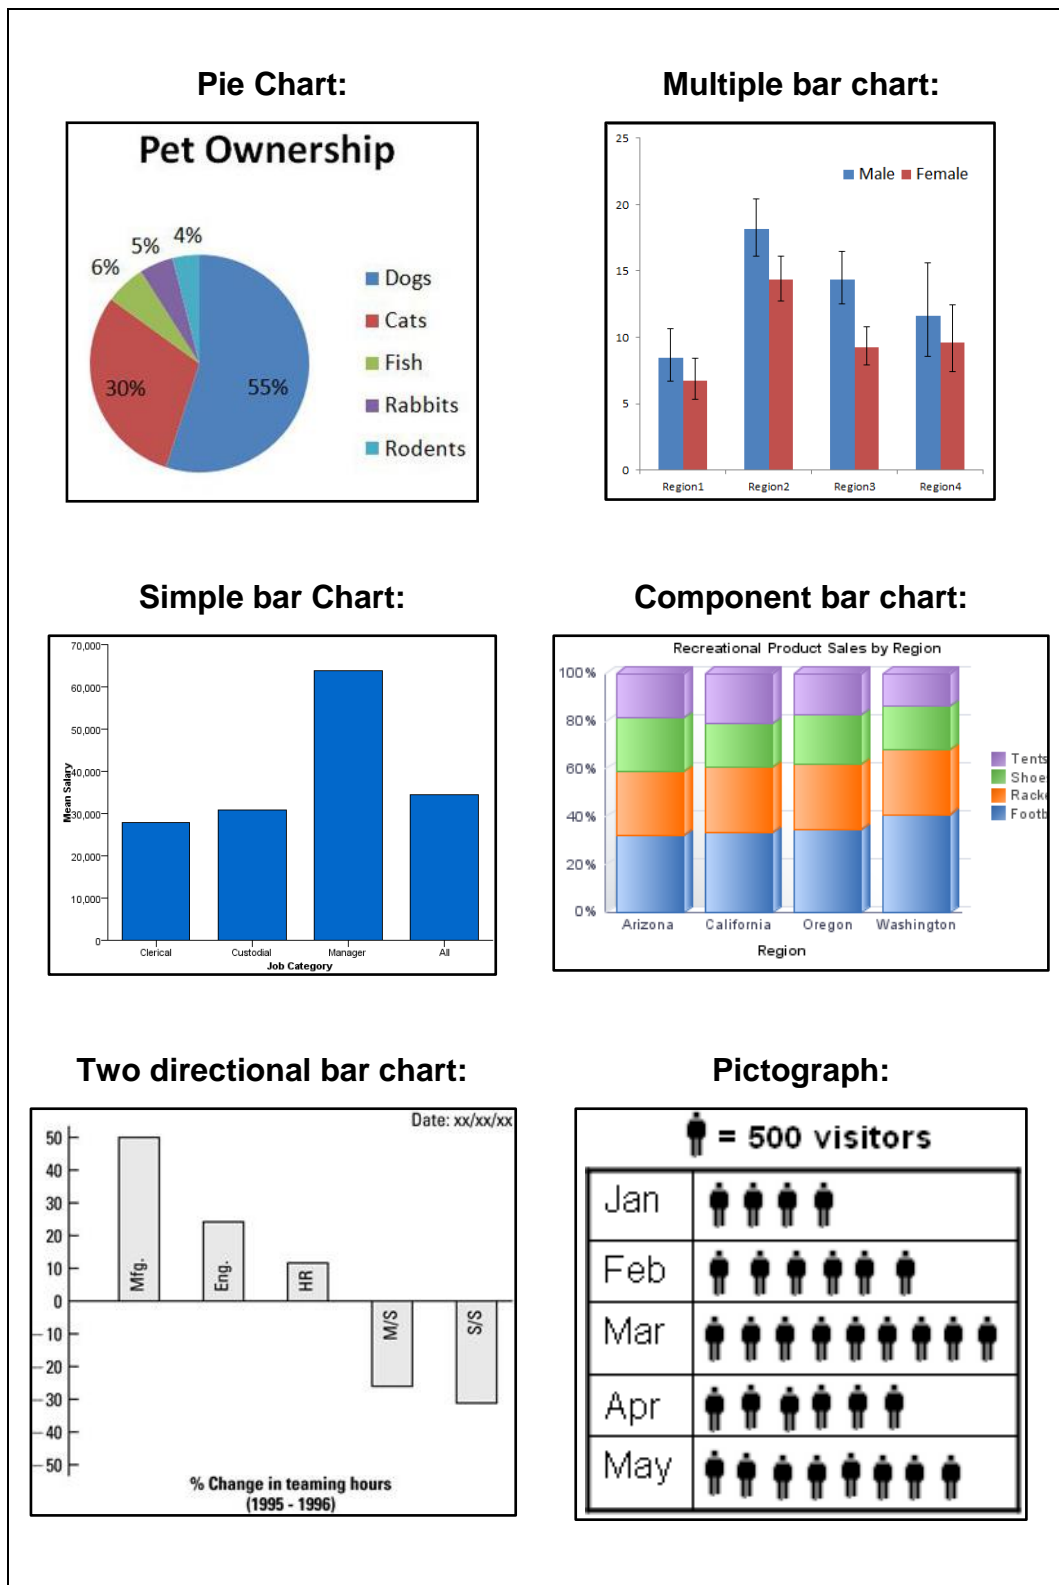 Pie Chart:
Multiple bar chart:
Pet Ownership
4%
5%
6%
30%
55%
Dogs
Cats
Fish
Rabbits
Rodents
25
20
15
10
5
0
Male Female
Region1 Region2 Region3 Region4
Simple bar Chart:
Component bar chart:
70,000
60,000
50,000
40,000
30,000
20,000
10,000
0
Mean Salary
Clerical Custodial Manager All
Job Category
Recreational Product Sales by Region
100%
80%
60%
40%
20%
0%
Tents
Shoe
Racke
Footb
Arizona California Oregon Washington
Region
Two directional bar chart:
Pictograph:
Date: xx/xx/xx
50
40
30
20
10
0
-10
-20
-30
-40
-50
Mfg.
Eng.
HR
M/S
S/S
% Change in teaming hours
(1995 - 1996)
= 500 visitors
Jan
Feb
Mar
Apr
May